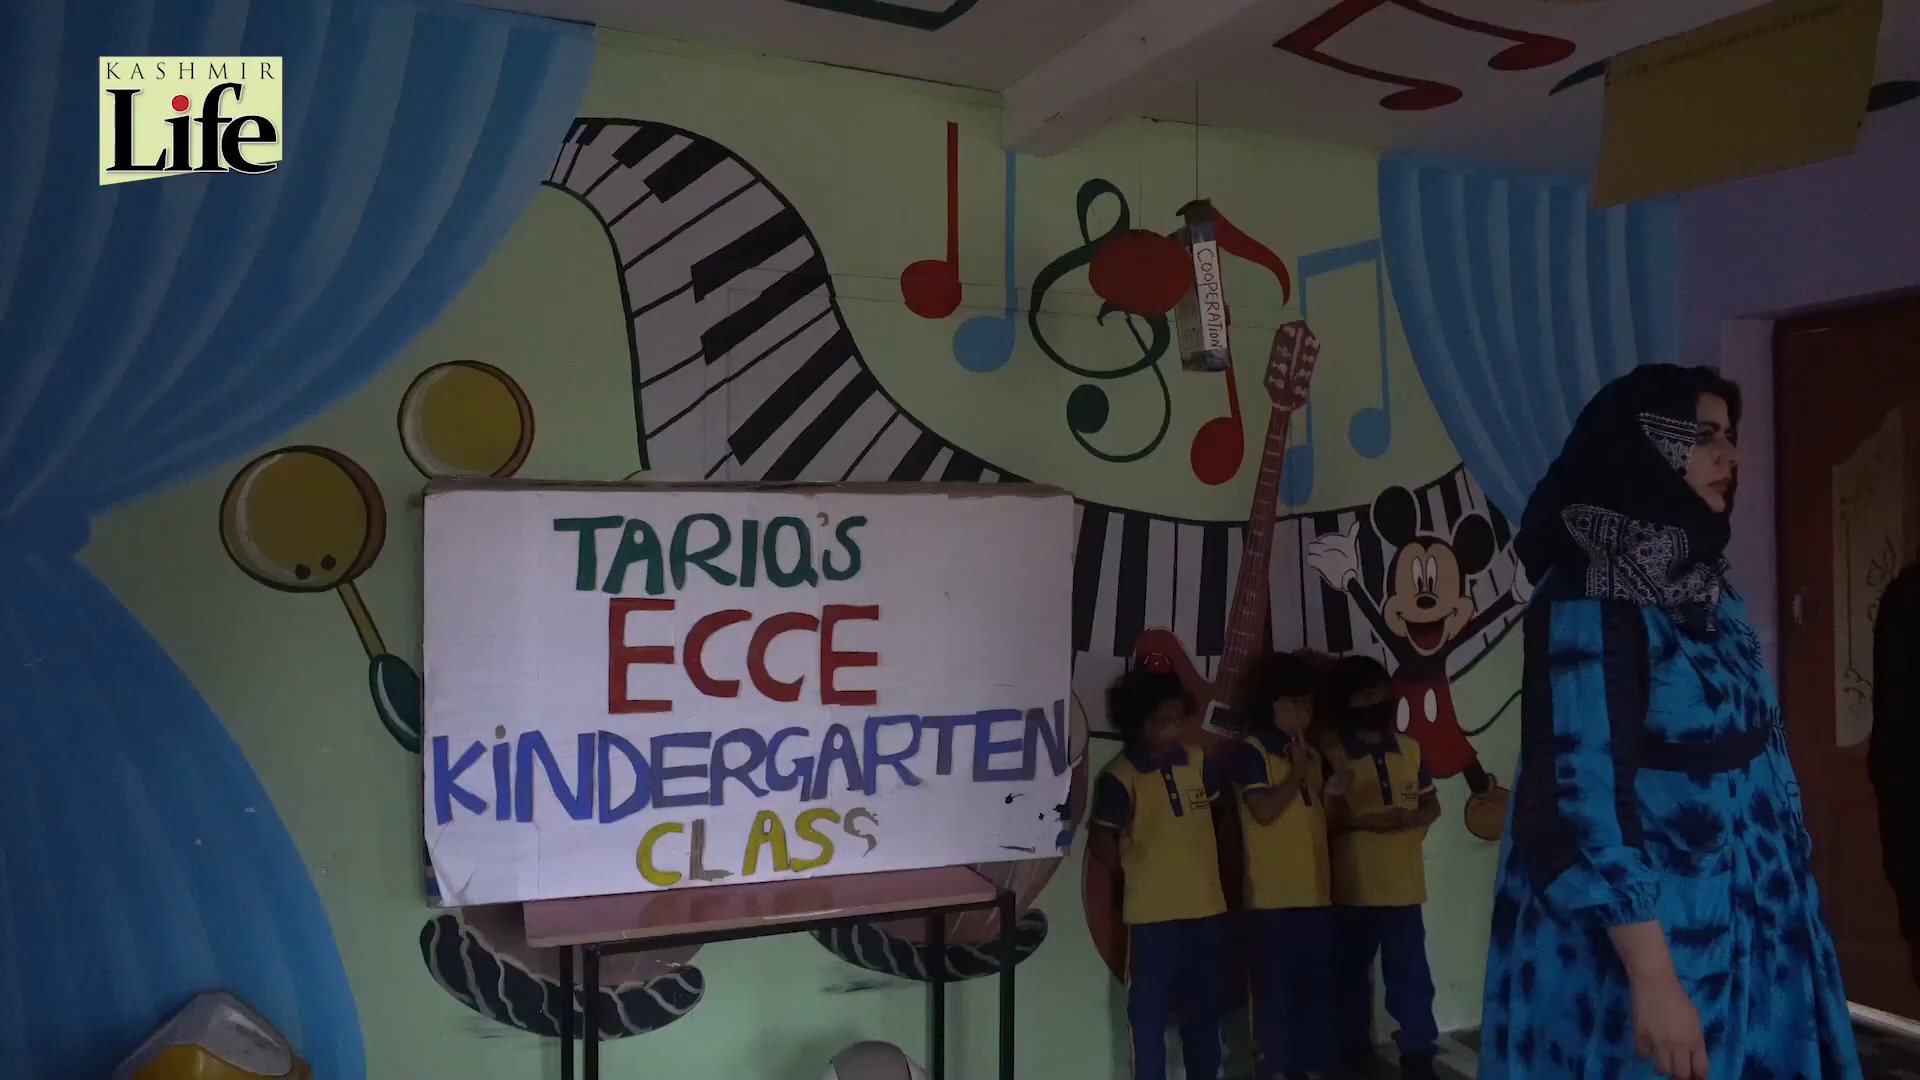 KASHMIR
Life
COOPERATION
TARIQ'S
ECCE
KiNDERGARTEN
CLASS